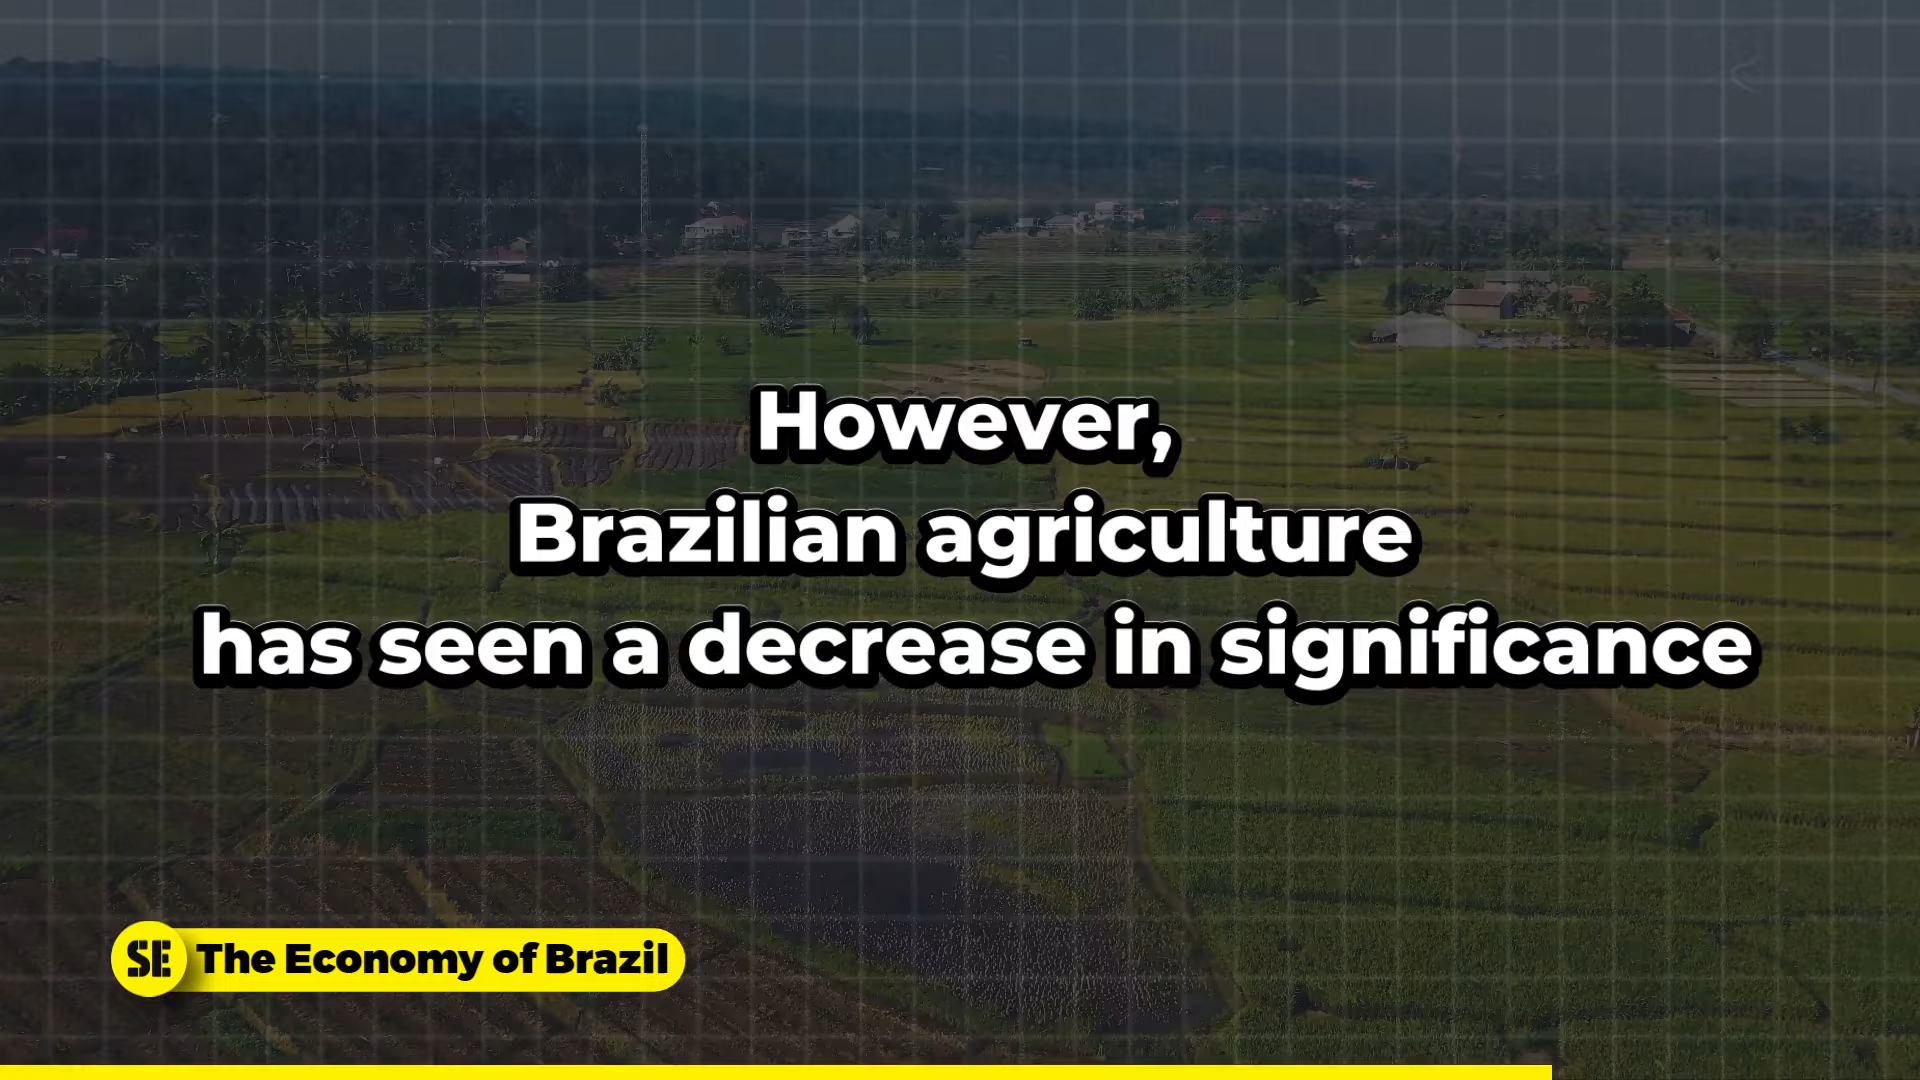 However,
Brazilian agriculture
has seen a decrease in significance
SE The Economy of Brazil